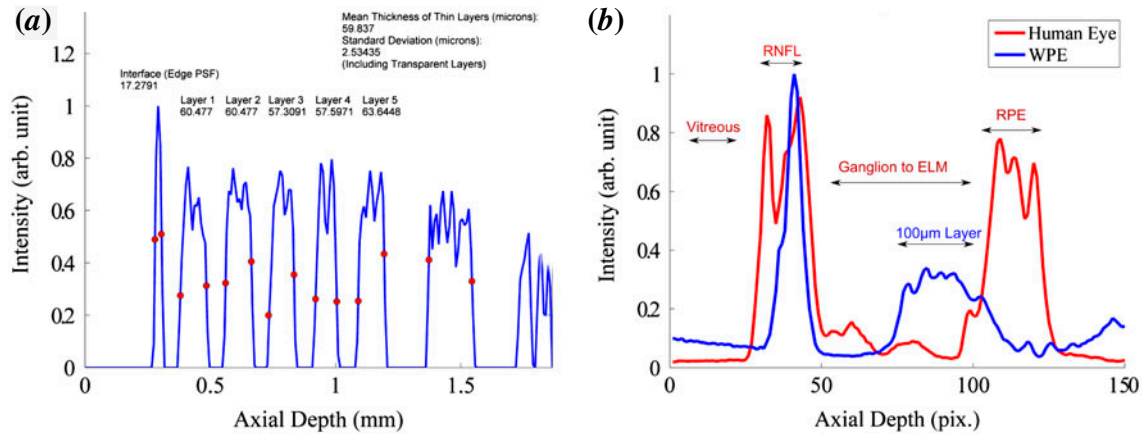 (a)
Mean Thickness of Thin Layers (microns):
59.837
Standard Deviation (microns):
2.53435
(Including Transparent Layers)
Interface (Edge PSF)
17.2791
Layer 1 Layer 2 Layer 3 Layer 4 Layer 5
60.477 60.477 57.3091 57.5971 63.6448
Intensity (arb. unit)
12
1
0.8
0.6
0.4
0.2
0
0 0.5 1 1.5
Axial Depth (mm)
(b)
Human Eye
WPE
RNFL
Vitreous
RPE
Ganglion to ELM
100µm Layer
Intensity (arb. unit)
1
0.8
0.6
0.4
0.2
0
0 50 100 150
Axial Depth (pix.)